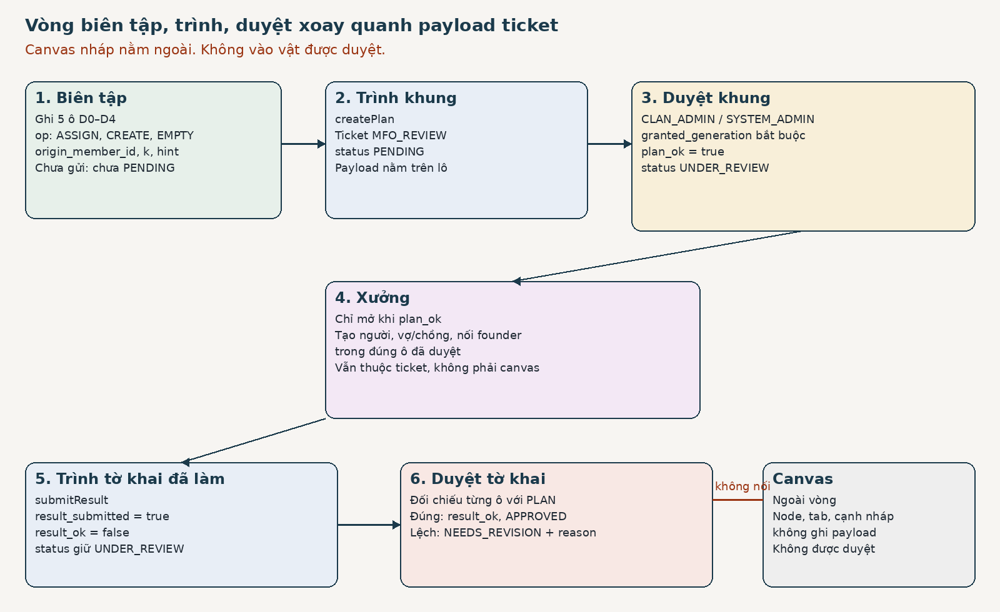 Vòng biên tập, trình, duyệt xoay quanh payload ticket
Canvas nháp nằm ngoài. Không vào vật được duyệt.
1. Biên tập
Ghi 5 ô D0–D4
op: ASSIGN, CREATE, EMPTY
origin_member_id, k, hint
Chưa gửi: chưa PENDING
2. Trình khung
createPlan
Ticket MFO_REVIEW
status PENDING
Payload nằm trên lô
3. Duyệt khung
CLAN_ADMIN / SYSTEM_ADMIN
granted_generation bắt buộc
plan_ok = true
status UNDER_REVIEW
4. Xưởng
Chỉ mở khi plan_ok
Tạo người, vợ/chồng, nối founder
trong đúng ô đã duyệt
Vẫn thuộc ticket, không phải canvas
5. Trình tờ khai đã làm
submitResult
result_submitted = true
result_ok = false
status giữ UNDER_REVIEW
6. Duyệt tờ khai
Đối chiếu từng ô với PLAN
Đúng: result_ok, APPROVED
Lệch: NEEDS_REVISION + reason
không nối
Canvas
Ngoài vòng
Node, tab, cạnh nháp
không ghi payload
Không được duyệt